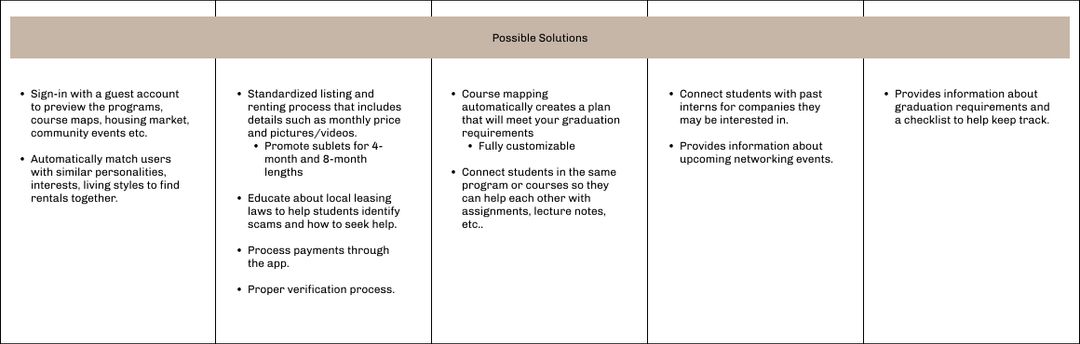 Possible Solutions
• Sign-in with a guest account
to preview the programs,
course maps, housing market,
community events etc.
• Automatically match users
with similar personalities,
interests, living styles to find
rentals together.
• Standardized listing and
renting process that includes
details such as monthly price
and pictures/videos.
• Promote sublets for 4-
month and 8-month
lengths
• Educate about local leasing
laws to help students identify
scams and how to seek help.
• Process payments through
the app.
• Proper verification process.
• Course mapping
automatically creates a plan
that will meet your graduation
requirements
• Fully customizable
• Connect students in the same
program or courses so they
can help each other with
assignments, lecture notes,
etc..
• Connect students with past
interns for companies they
may be interested in.
• Provides information about
upcoming networking events.
• Provides information about
graduation requirements and
a checklist to help keep track.